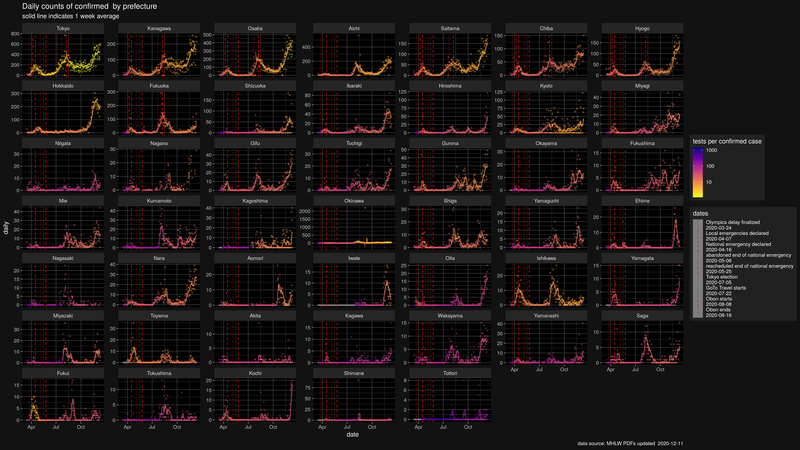 Daily counts of confirmed by prefecture
solid line indicates 1 week average
Tokyo Kanagawa Osaka Aichi Saitama Chiba Hyogo
Hokkaido Fukuoka Shizuoka Ibaraki Hiroshima Kyoto Miyagi
Niigata Nagano Gifu Tochigi Gunma Okayama Fukushima
Mie Kumamoto Kagoshima Okinawa Shiga Yamaguchi Ehime
Nagasaki Nara Aomori Iwate Oita Ishikawa Yamagata
Miyazaki Toyama Akita Kagawa Wakayama Yamanashi Saga
Fukui Tokushima Kochi Shimane Tottori
Apr Jul Oct
daily
date
tests per confirmed case
1000
100
10
dates
Olympics delay finalized
2020-03-24
Local emergencies declared
2020-04-07
National emergency declared
2020-04-16
abandoned end of national emergency
2020-05-06
rescheduled end of national emergency
2020-05-25
Tokyo election
2020-07-05
GoTo Travel starts
2020-07-22
Obon starts
2020-08-08
Obon ends
2020-08-16
data source: MHLW PDFs updated 2020-12-11